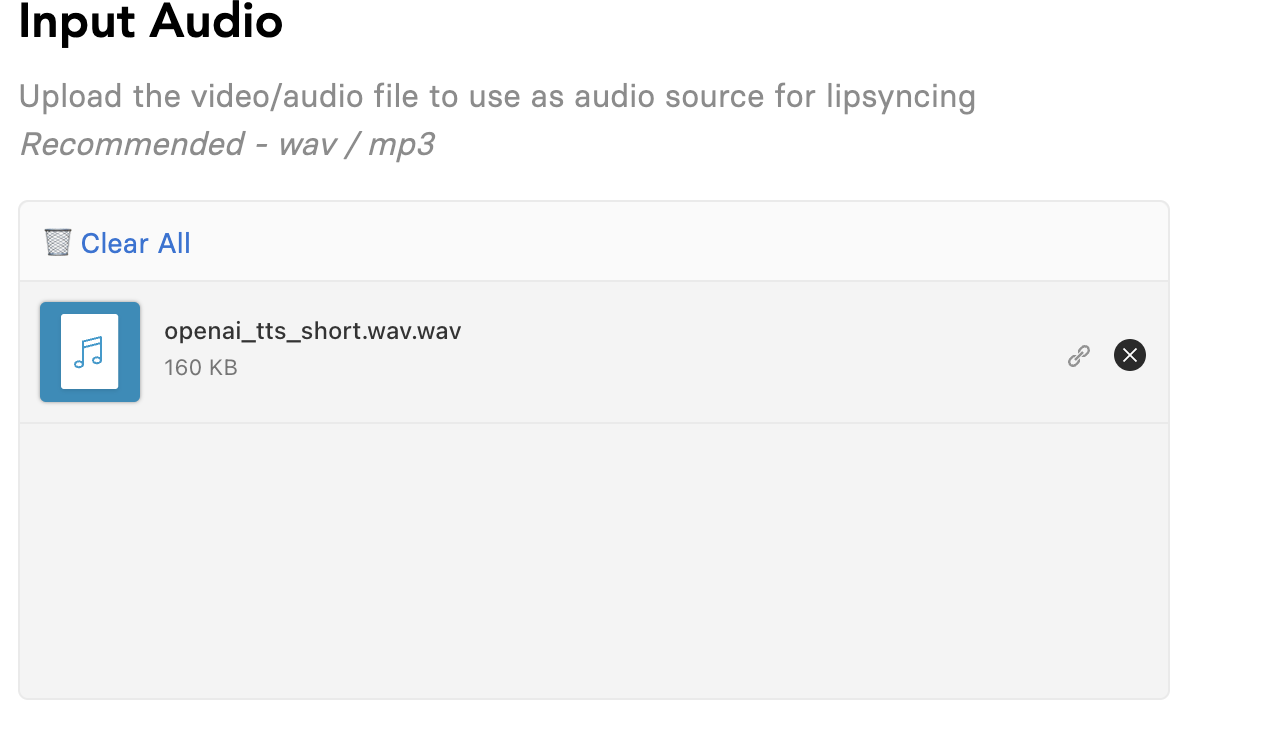 Input Audio
Upload the video/audio file to use as audio source for lipsyncing
Recommended - wav / mp3
Clear All
openai_tts_short.wav.wav
160 KB